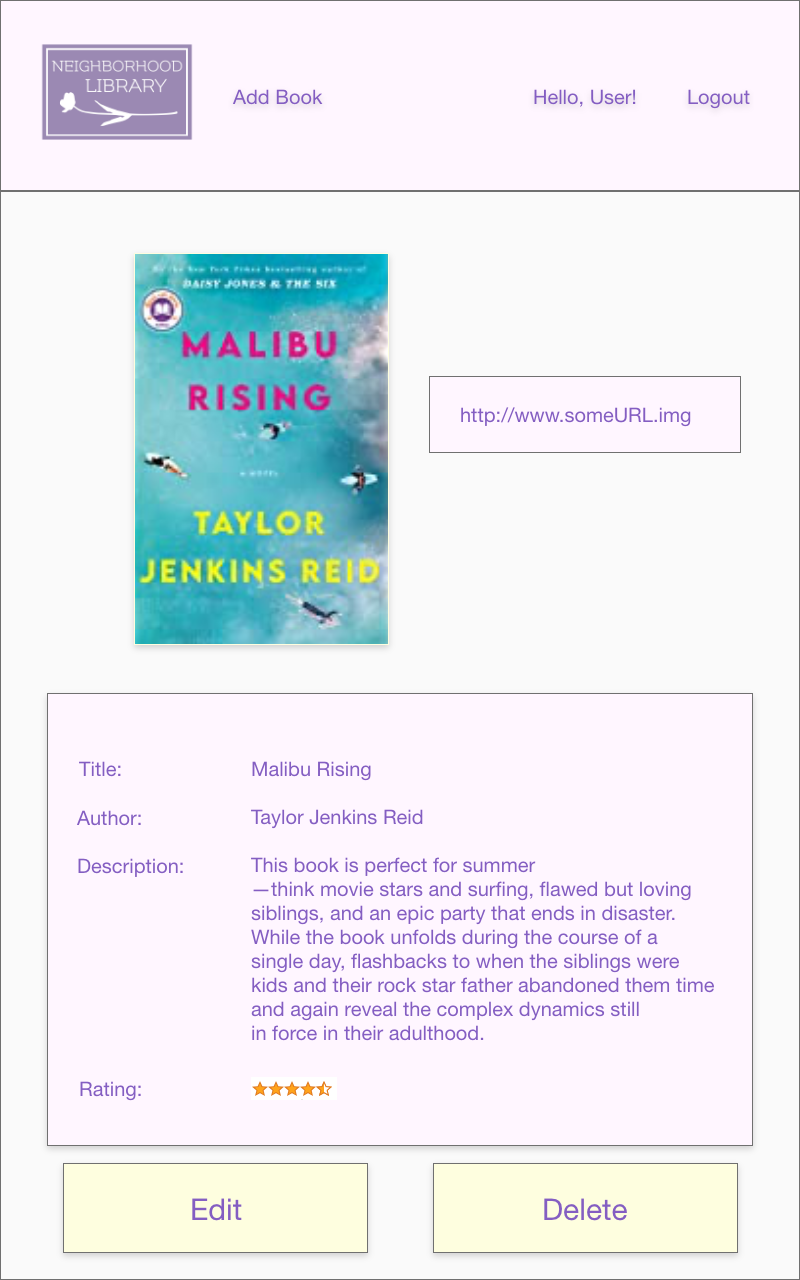 NEIGHBORHOOD
LIBRARY
Add Book
Hello, User!
Logout
By the New York Times bestselling author of
DAISY JONES & THE SIX
MALIBU
RISING
A NOVEL
TAYLOR
JENKINS REID
http://www.someURL.img
Title:
Malibu Rising
Author:
Taylor Jenkins Reid
Description:
This book is perfect for summer
—think movie stars and surfing, flawed but loving
siblings, and an epic party that ends in disaster.
While the book unfolds during the course of a
single day, flashbacks to when the siblings were
kids and their rock star father abandoned them time
and again reveal the complex dynamics still
in force in their adulthood.
Rating:
Edit
Delete